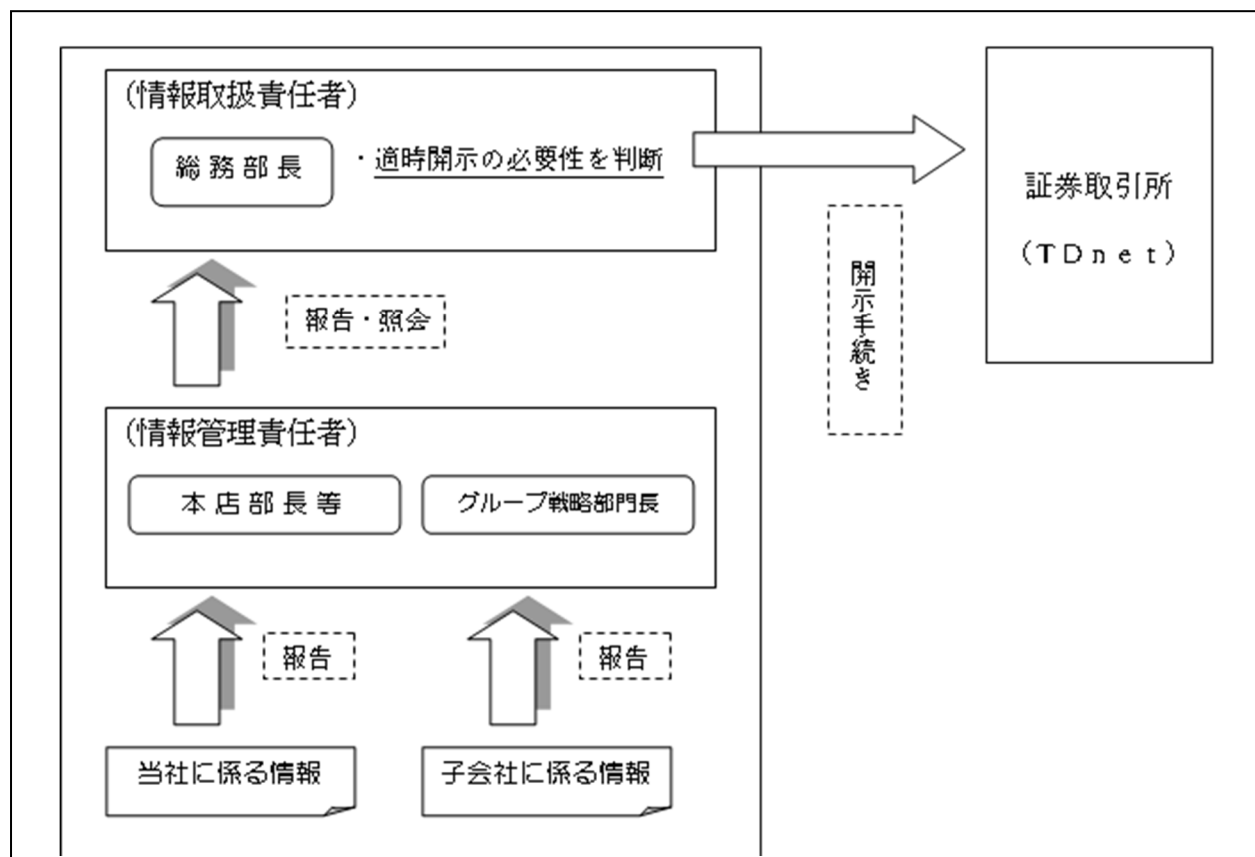 (情報取扱責任者)
総務部長
・適時開示の必要性を判断
証券取引所
(TDnet)
開示手続き
報告・照会
(情報管理責任者)
本店部長等
グループ戦略部門長
報告
報告
当社に係る情報
子会社に係る情報